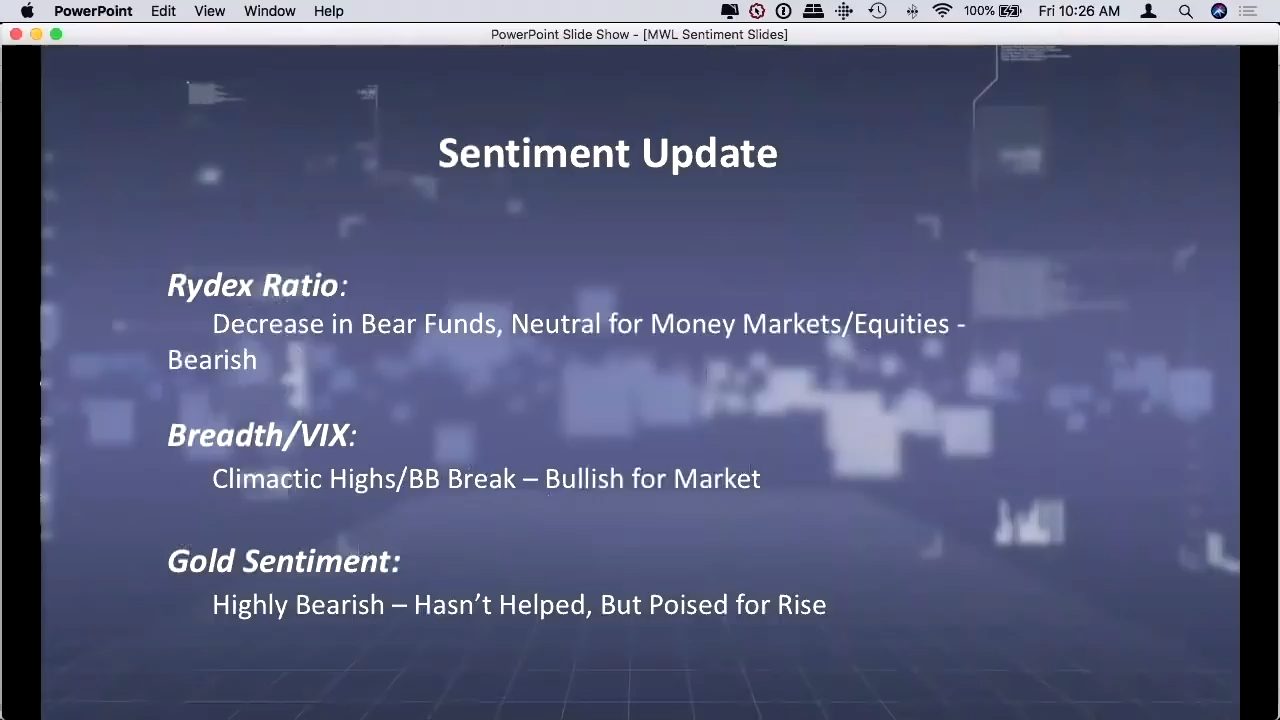 PowerPoint Edit View Window Help 100% Fri 10:26 AM
PowerPoint Slide Show - [MWL Sentiment Slides]
Sentiment Update
Rydex Ratio:
Decrease in Bear Funds, Neutral for Money Markets/Equities -
Bearish
Breadth/VIX:
Climactic Highs/BB Break – Bullish for Market
Gold Sentiment:
Highly Bearish – Hasn’t Helped, But Poised for Rise